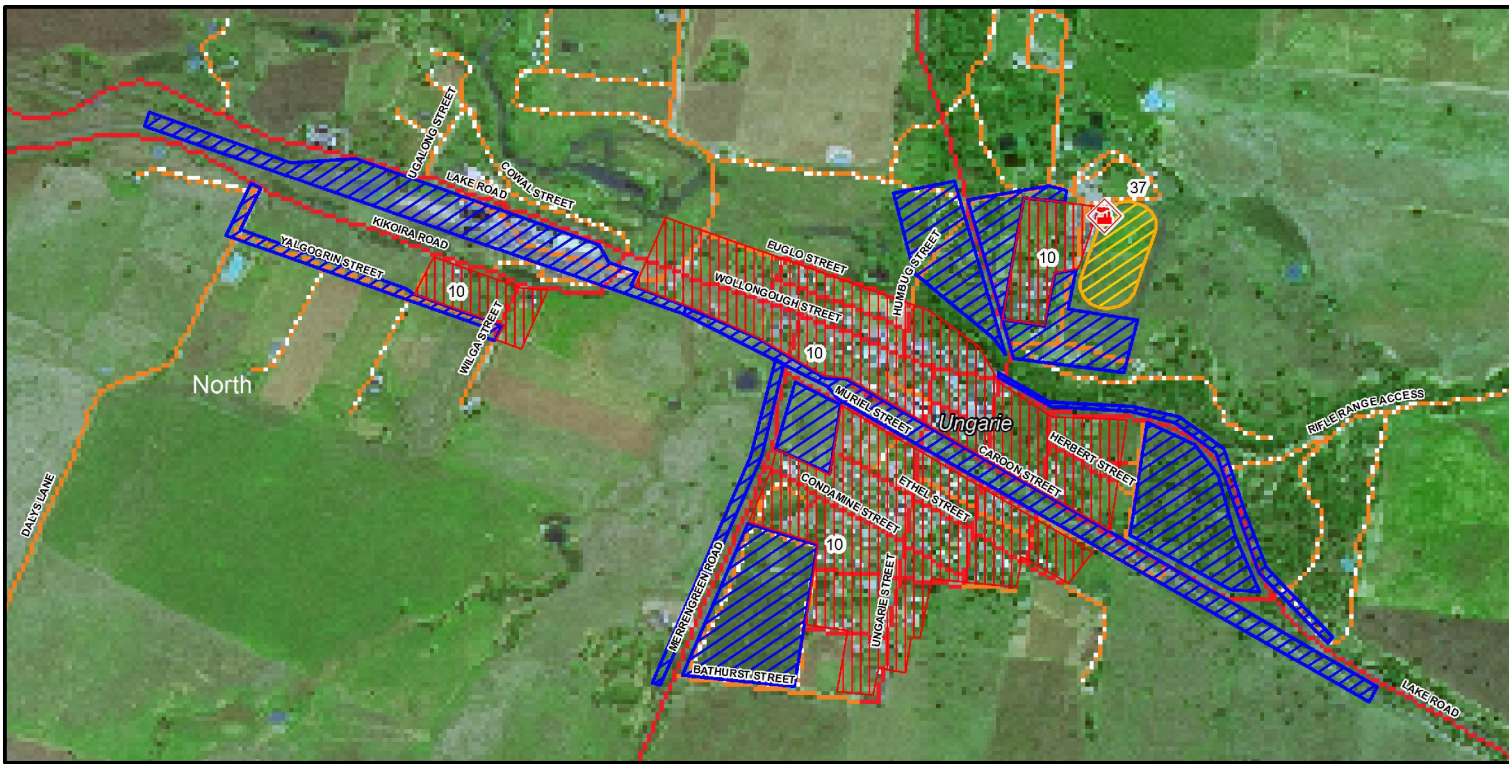 UGALONG STREET
COWAL STREET
LAKE ROAD
37
KIKOIRA ROAD
YALGOGRIN STREET
EUGLO STREET
HUMBUG STREET
10
WOLLONGOUGH STREET
10
WILGA STREET
10
North
MURIEL STREET
Ungarie
RIFLE RANGE ACCESS
HERBERT STREET
CAROON STREET
ETHEL STREET
CONDAMINE STREET
DALYS LANE
10
MERRENGREEN ROAD
UNGARIE STREET
BATHURST STREET
LAKE ROAD